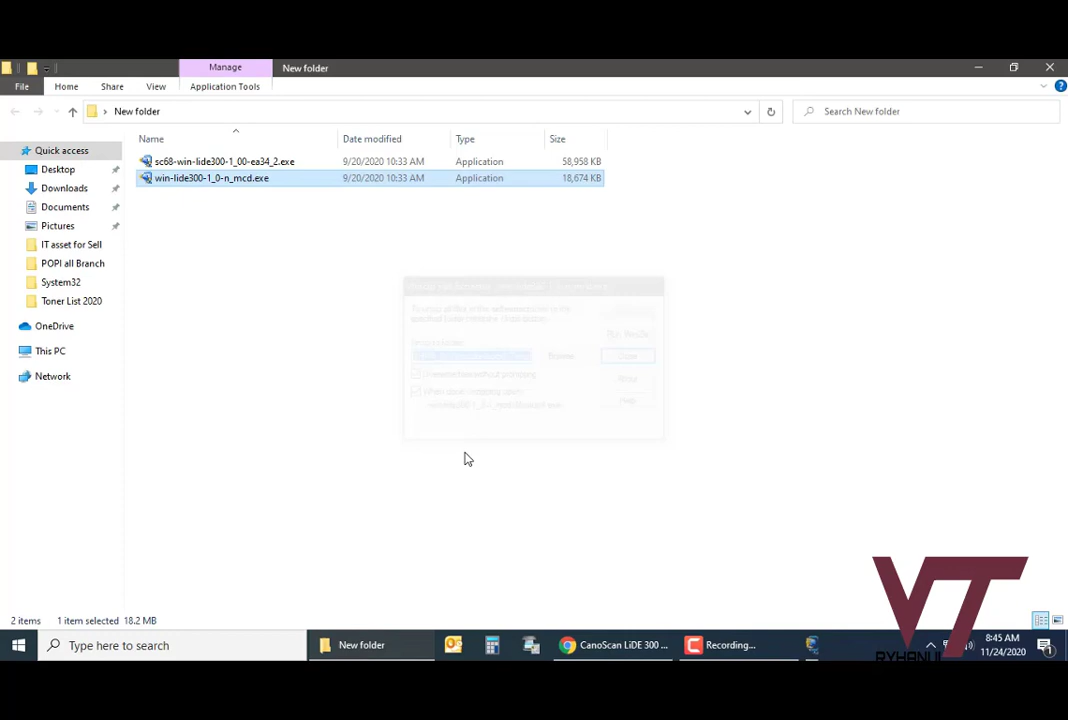 Manage
New folder
File
Home
Share
View
Application Tools
New folder
Search New folder
Name
Date modified
Type
Size
Quick access
Desktop
Downloads
Documents
Pictures
IT asset for Sell
POPI all Branch
System32
Toner List 2020
OneDrive
This PC
Network
sc68-win-lide300-1_00-ea34_2.exe
9/20/2020 10:33 AM
Application
58,958 KB
win-lide300-1_0-n_mcd.exe
9/20/2020 10:33 AM
Application
18,674 KB
2 items
1 item selected 18.2 MB
Type here to search
New folder
CanoScan LiDE 300 ...
Recording...
8:45 AM
11/24/2020
1
VT